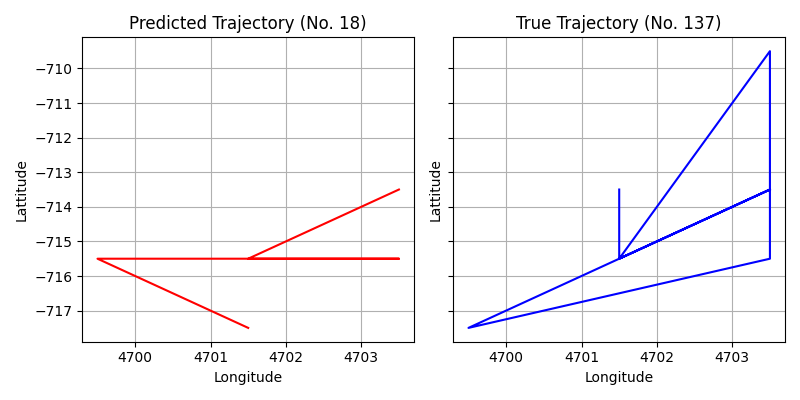 Predicted Trajectory (No. 18)
True Trajectory (No. 137)
−710
−711
−712
−713
−714
−715
−716
−717
Lattitude
Lattitude
4700 4701 4702 4703
4700 4701 4702 4703
Longitude
Longitude